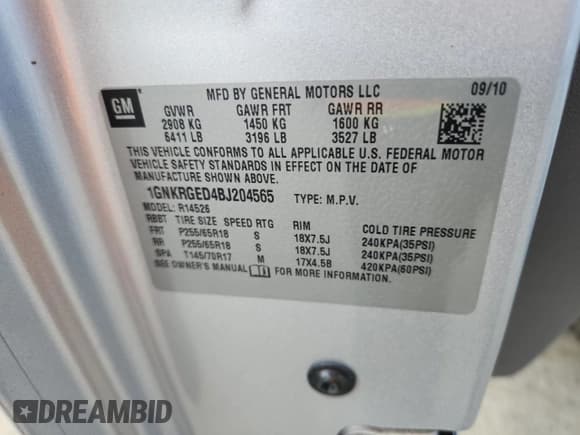 GM
MFD BY GENERAL MOTORS LLC 09/10
GVWR GAWR FRT GAWR RR
2908 KG 1450 KG 1600 KG
6411 LB 3196 LB 3527 LB
THIS VEHICLE CONFORMS TO ALL APPLICABLE U.S. FEDERAL MOTOR
VEHICLE SAFETY STANDARDS IN EFFECT ON THE DATE OF
MANUFACTURE SHOWN ABOVE.
1GNKRGED4BJ204565 TYPE: M.P.V.
MODEL: R14526
RBBT TIRE SIZE SPEED RTG RIM COLD TIRE PRESSURE
FRT P255/65R18 S 18X7.5J 240KPA(35PSI)
RR P255/65R18 S 18X7.5J 240KPA(35PSI)
SPA T145/70R17 M 17X4.5B 420KPA(60PSI)
SEE OWNER'S MANUAL FOR MORE INFORMATION.
DREAMBID